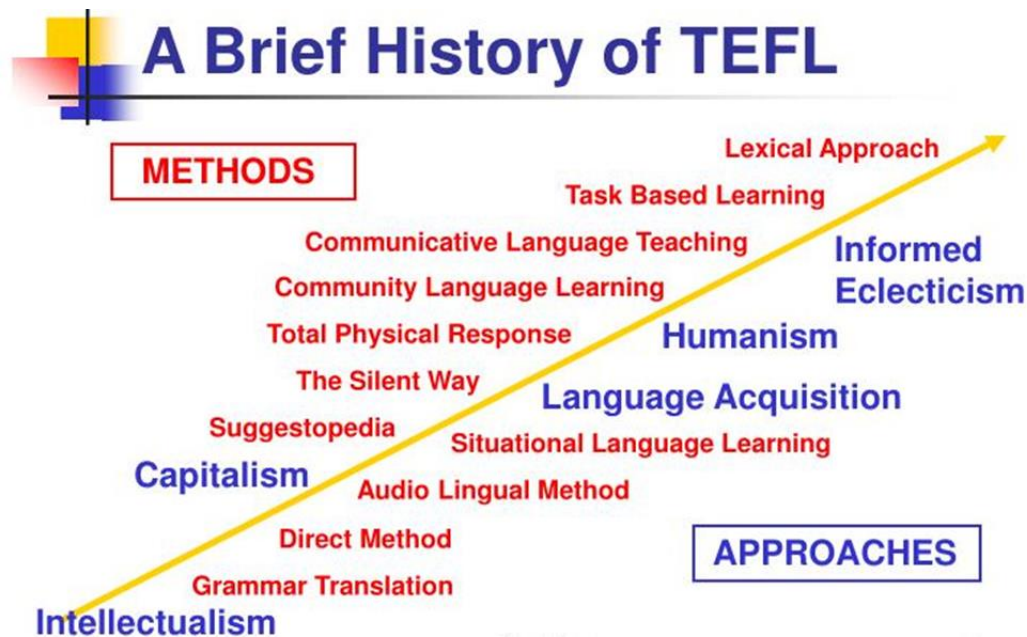 A Brief History of TEFL
METHODS
Lexical Approach
Task Based Learning
Communicative Language Teaching
Informed
Eclecticism
Community Language Learning
Total Physical Response
Humanism
The Silent Way
Language Acquisition
Suggestopedia
Situational Language Learning
Capitalism
Audio Lingual Method
Direct Method
APPROACHES
Grammar Translation
Intellectualism